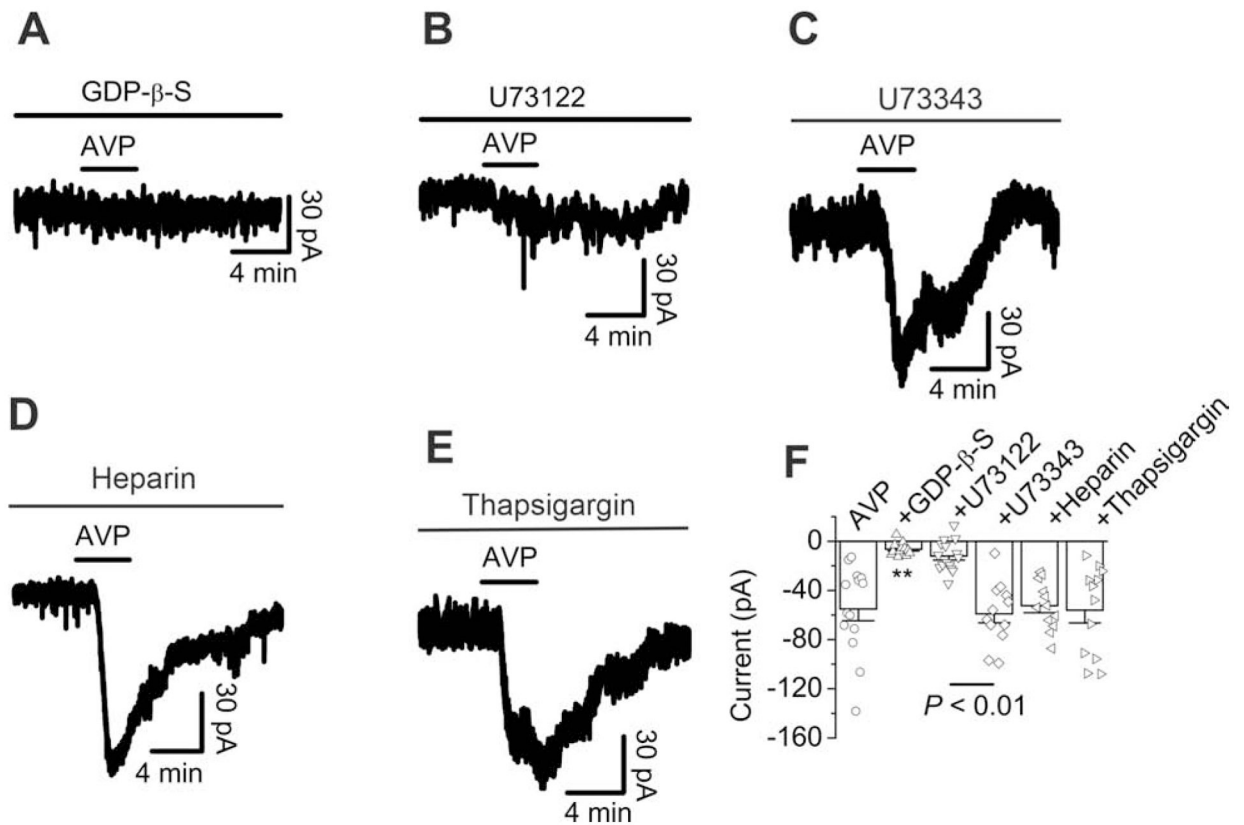 A
GDP-β-S
AVP
30 pA
4 min
B
U73122
AVP
30 pA
4 min
C
U73343
AVP
30 pA
4 min
D
Heparin
AVP
30 pA
4 min
E
Thapsigargin
AVP
30 pA
4 min
F
AVP
+GDP-β-S
+U73122
+U73343
+Heparin
+Thapsigargin
Current (pA)
0
-40
-80
-120
-160
**
P < 0.01